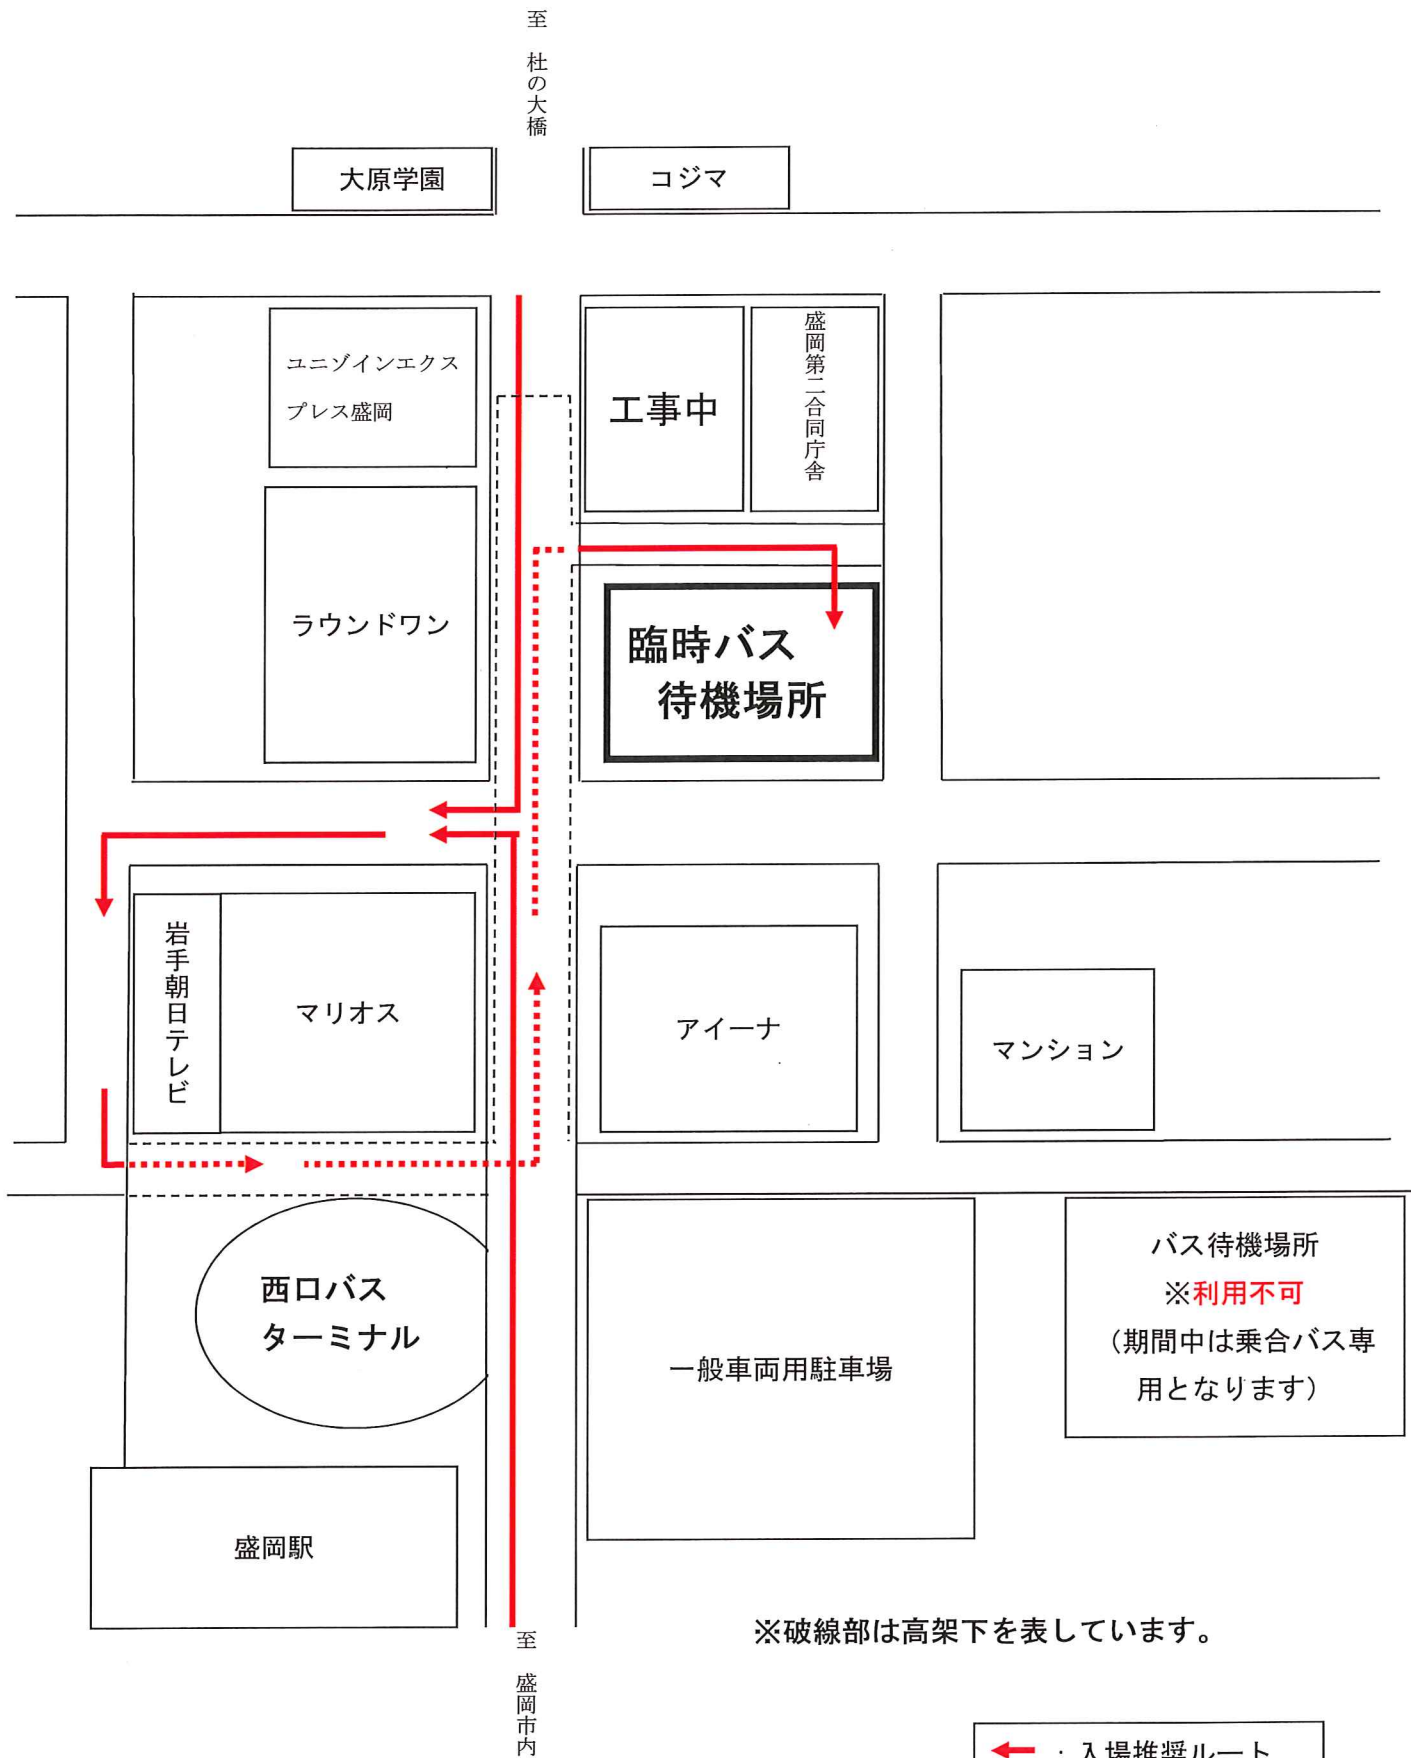 至 杜の大橋
大原学園
コジマ
ユニゾインエクス
プレス盛岡
工事中
盛岡第二合同庁舎
ラウンドワン
臨時バス
待機場所
岩手朝日テレビ
マリオス
アイーナ
マンション
西口バス
ターミナル
一般車両用駐車場
バス待機場所
※利用不可
（期間中は乗合バス専
用となります）
盛岡駅
※破線部は高架下を表しています。
至 盛岡市内
：入場推奨ルート